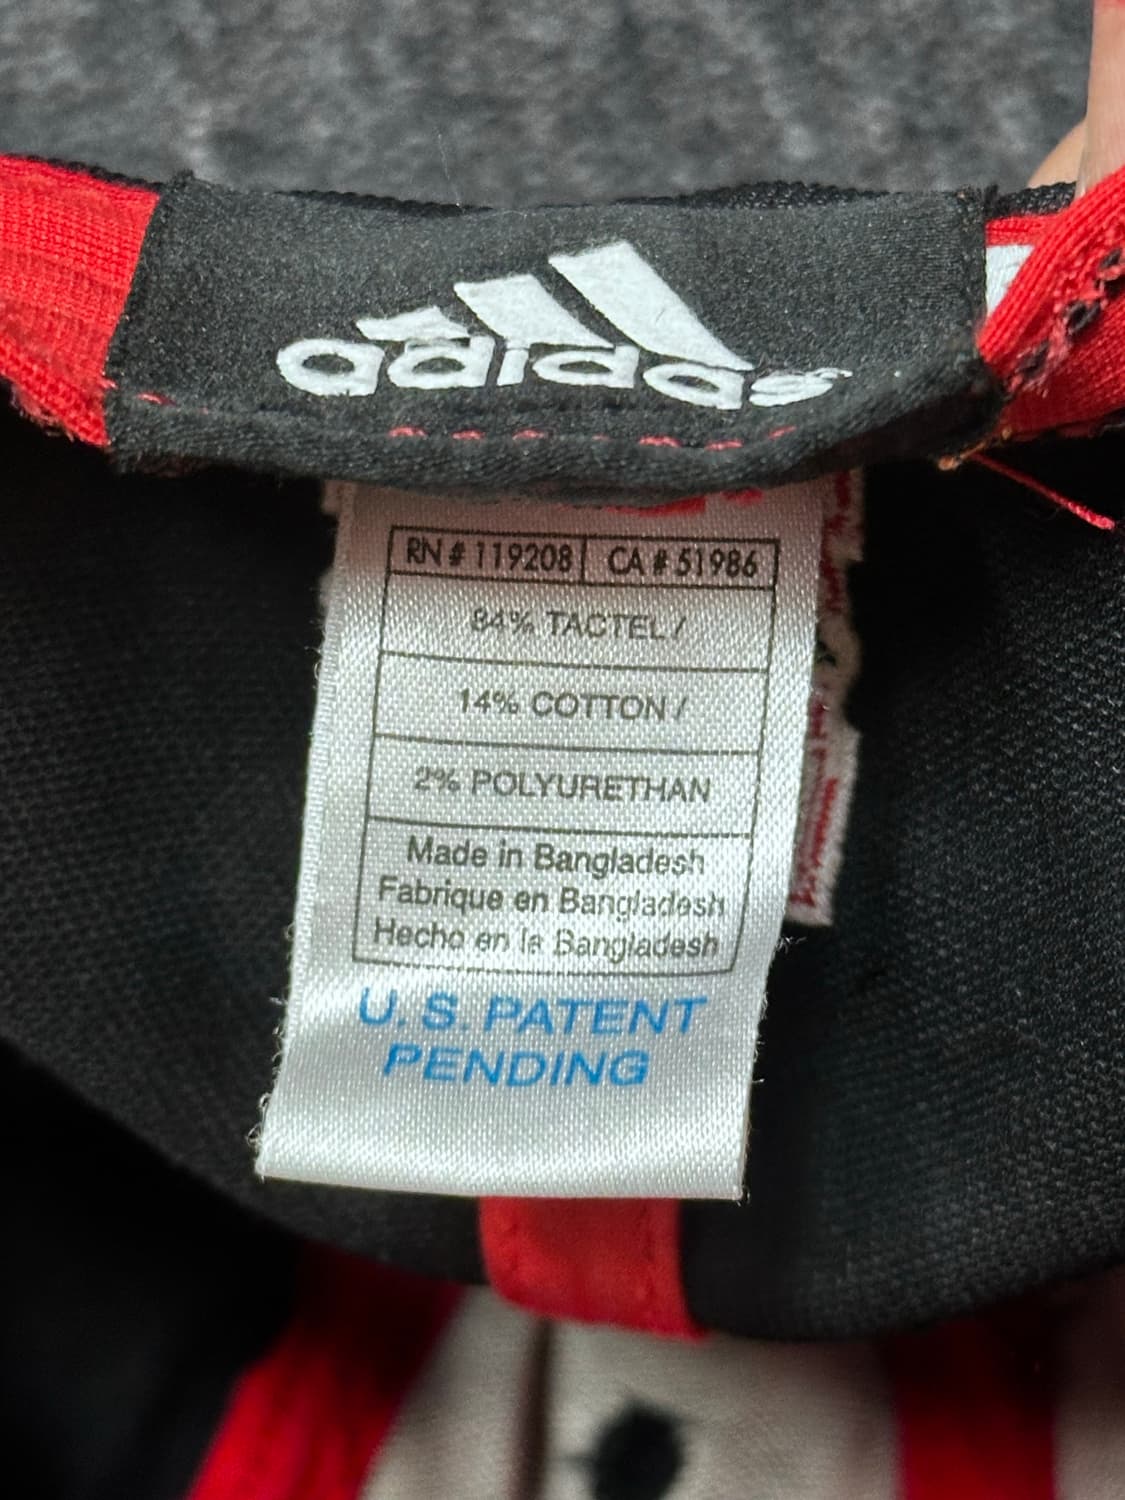 adidas®
RN # 119208 CA # 51986
84% TACTEL /
14% COTTON /
2% POLYURETHAN
Made in Bangladesh
Fabrique en Bangladesh
Hecho en la Bangladesh
U.S. PATENT
PENDING